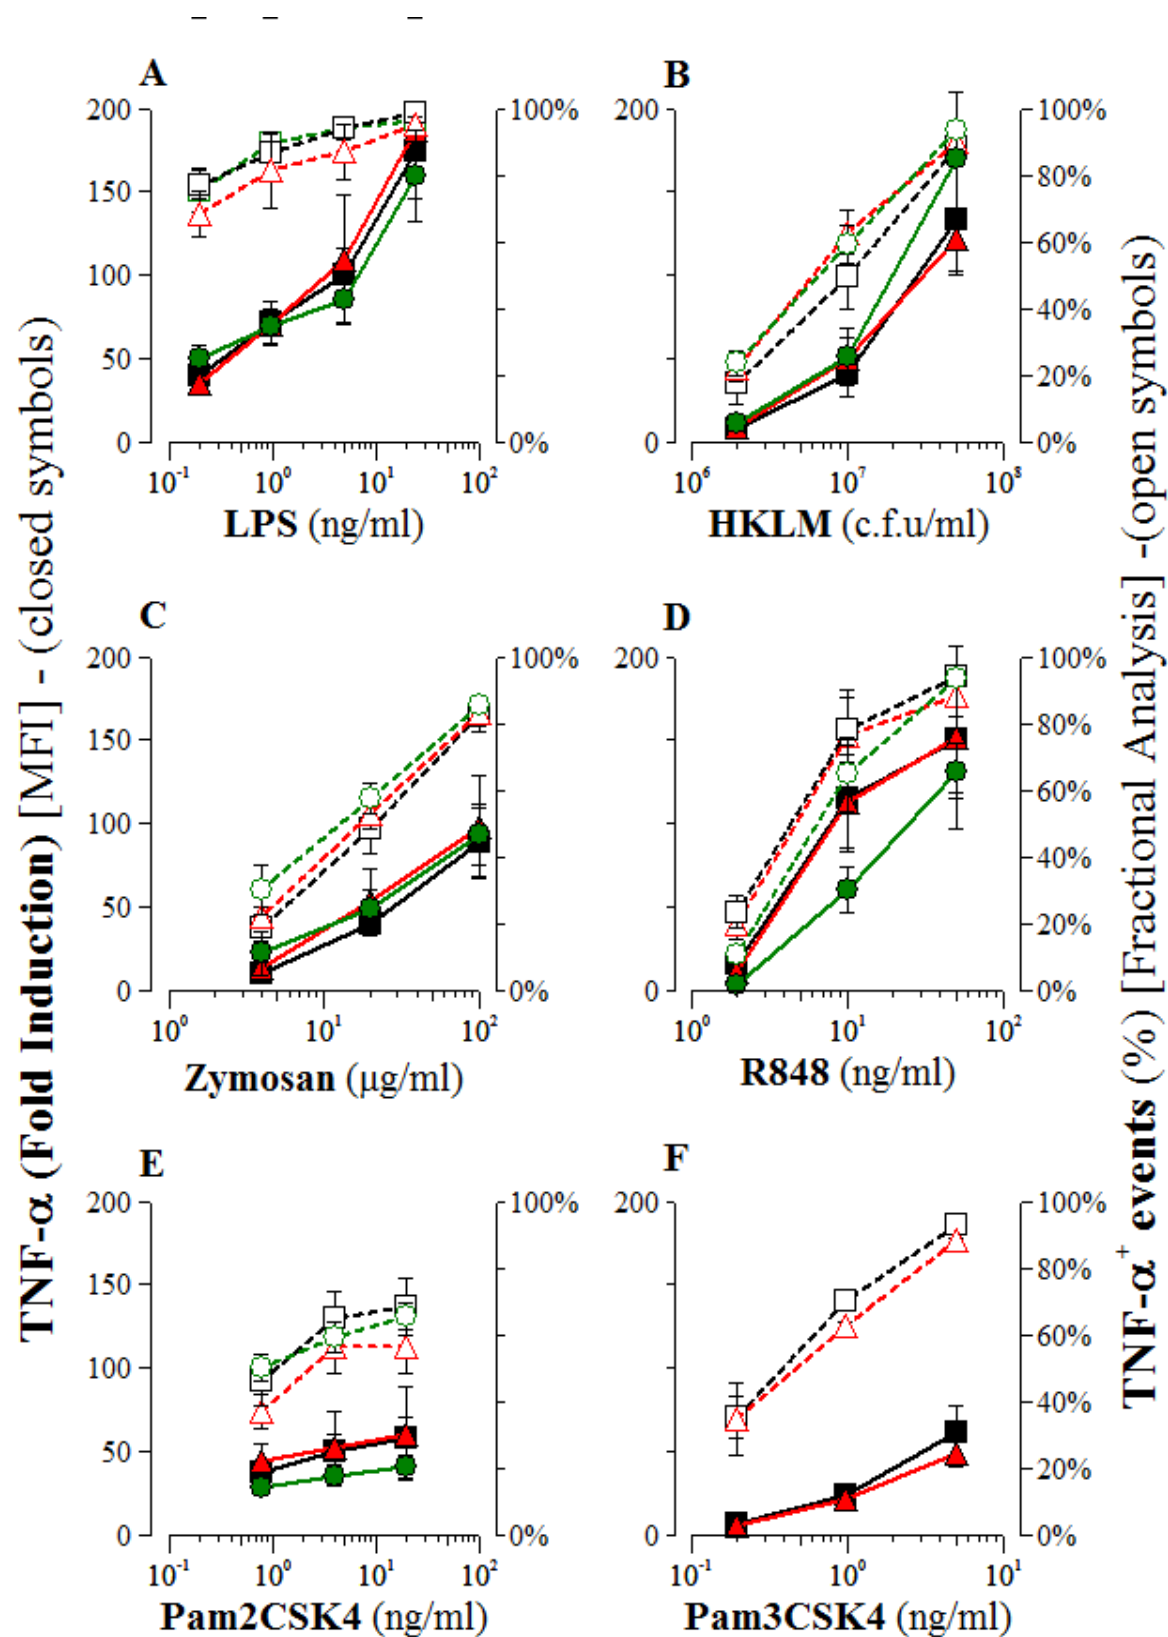 A
200
150
100
50
0
100%
0%
10-1 100 101 102
LPS (ng/ml)
B
200
0
100%
80%
60%
40%
20%
0%
106 107 108
HKLM (c.f.u/ml)
C
200
150
100
50
0
100%
0%
100 101 102
Zymosan (μg/ml)
D
200
0
100%
80%
60%
40%
20%
0%
100 101 102
R848 (ng/ml)
E
200
150
100
50
0
100%
0%
10-1 100 101 102
Pam2CSK4 (ng/ml)
F
200
0
100%
80%
60%
40%
20%
0%
10-1 100 101
Pam3CSK4 (ng/ml)
TNF-α (Fold Induction) [MFI] - (closed symbols)
TNF-α+ events (%) [Fractional Analysis] -(open symbols)